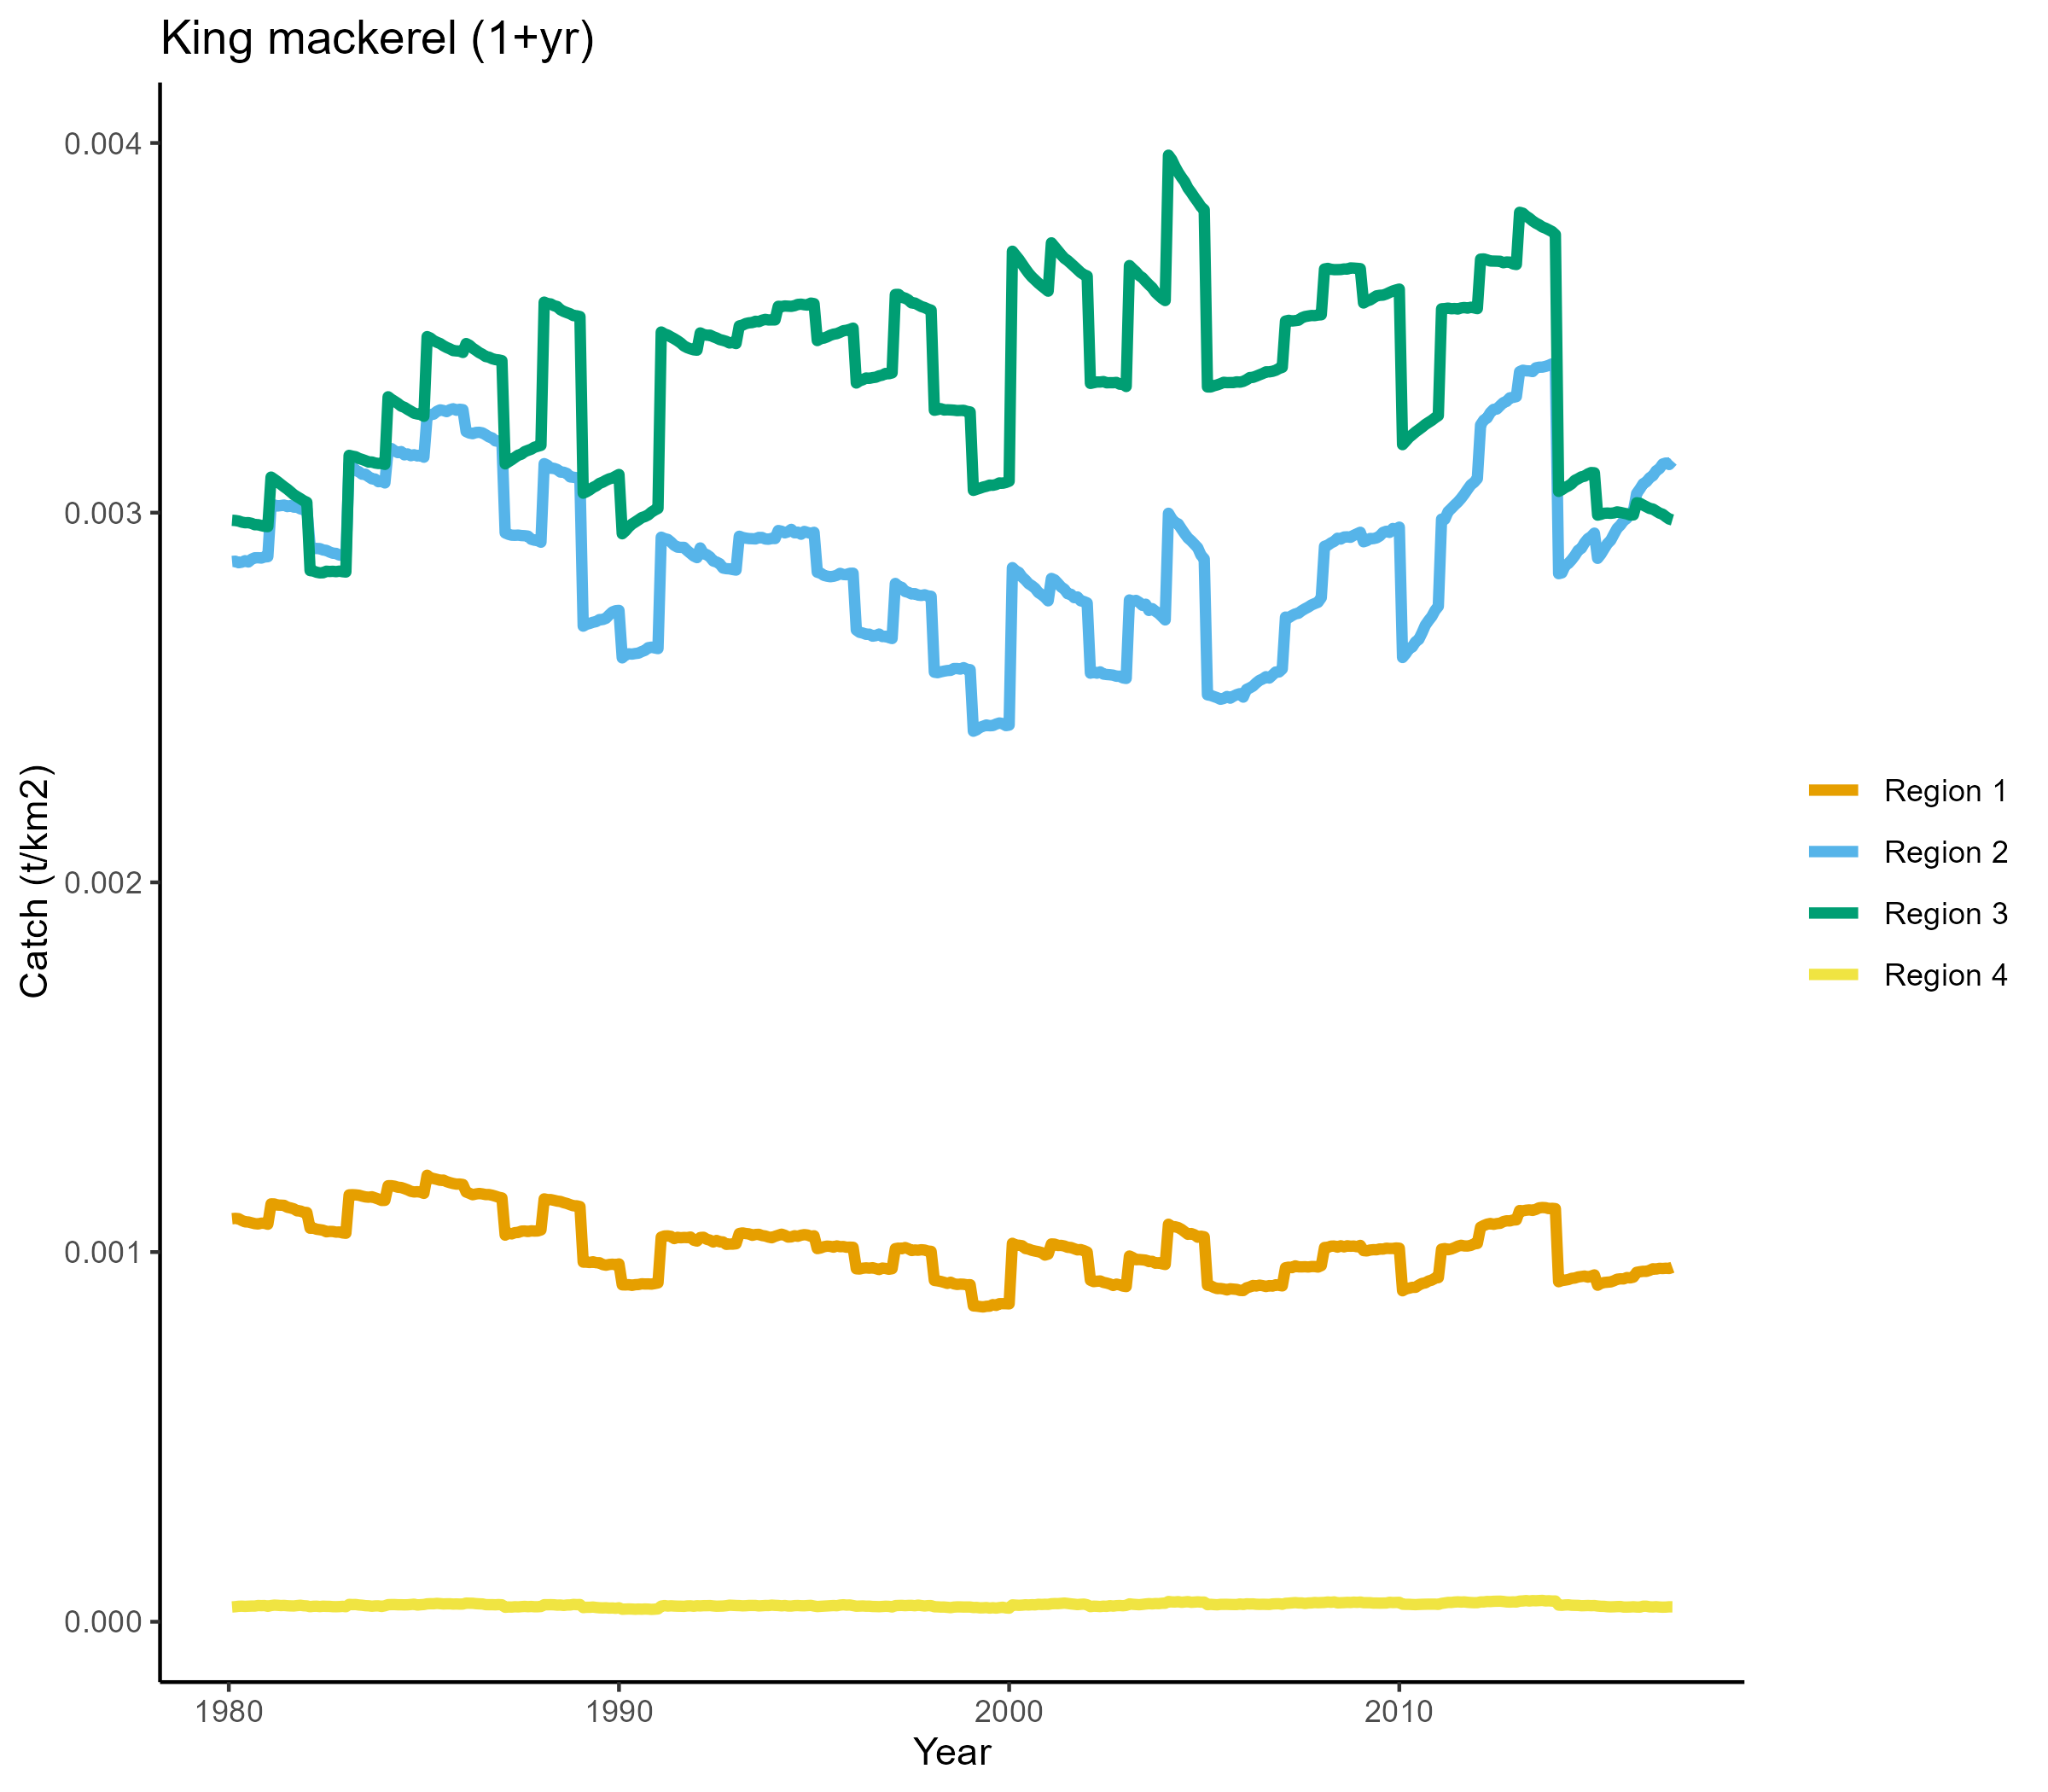 King mackerel (1+yr)
0.004
0.003
0.002
0.001
0.000
Catch (t/km2)
1980
1990
2000
2010
Year
Region 1
Region 2
Region 3
Region 4